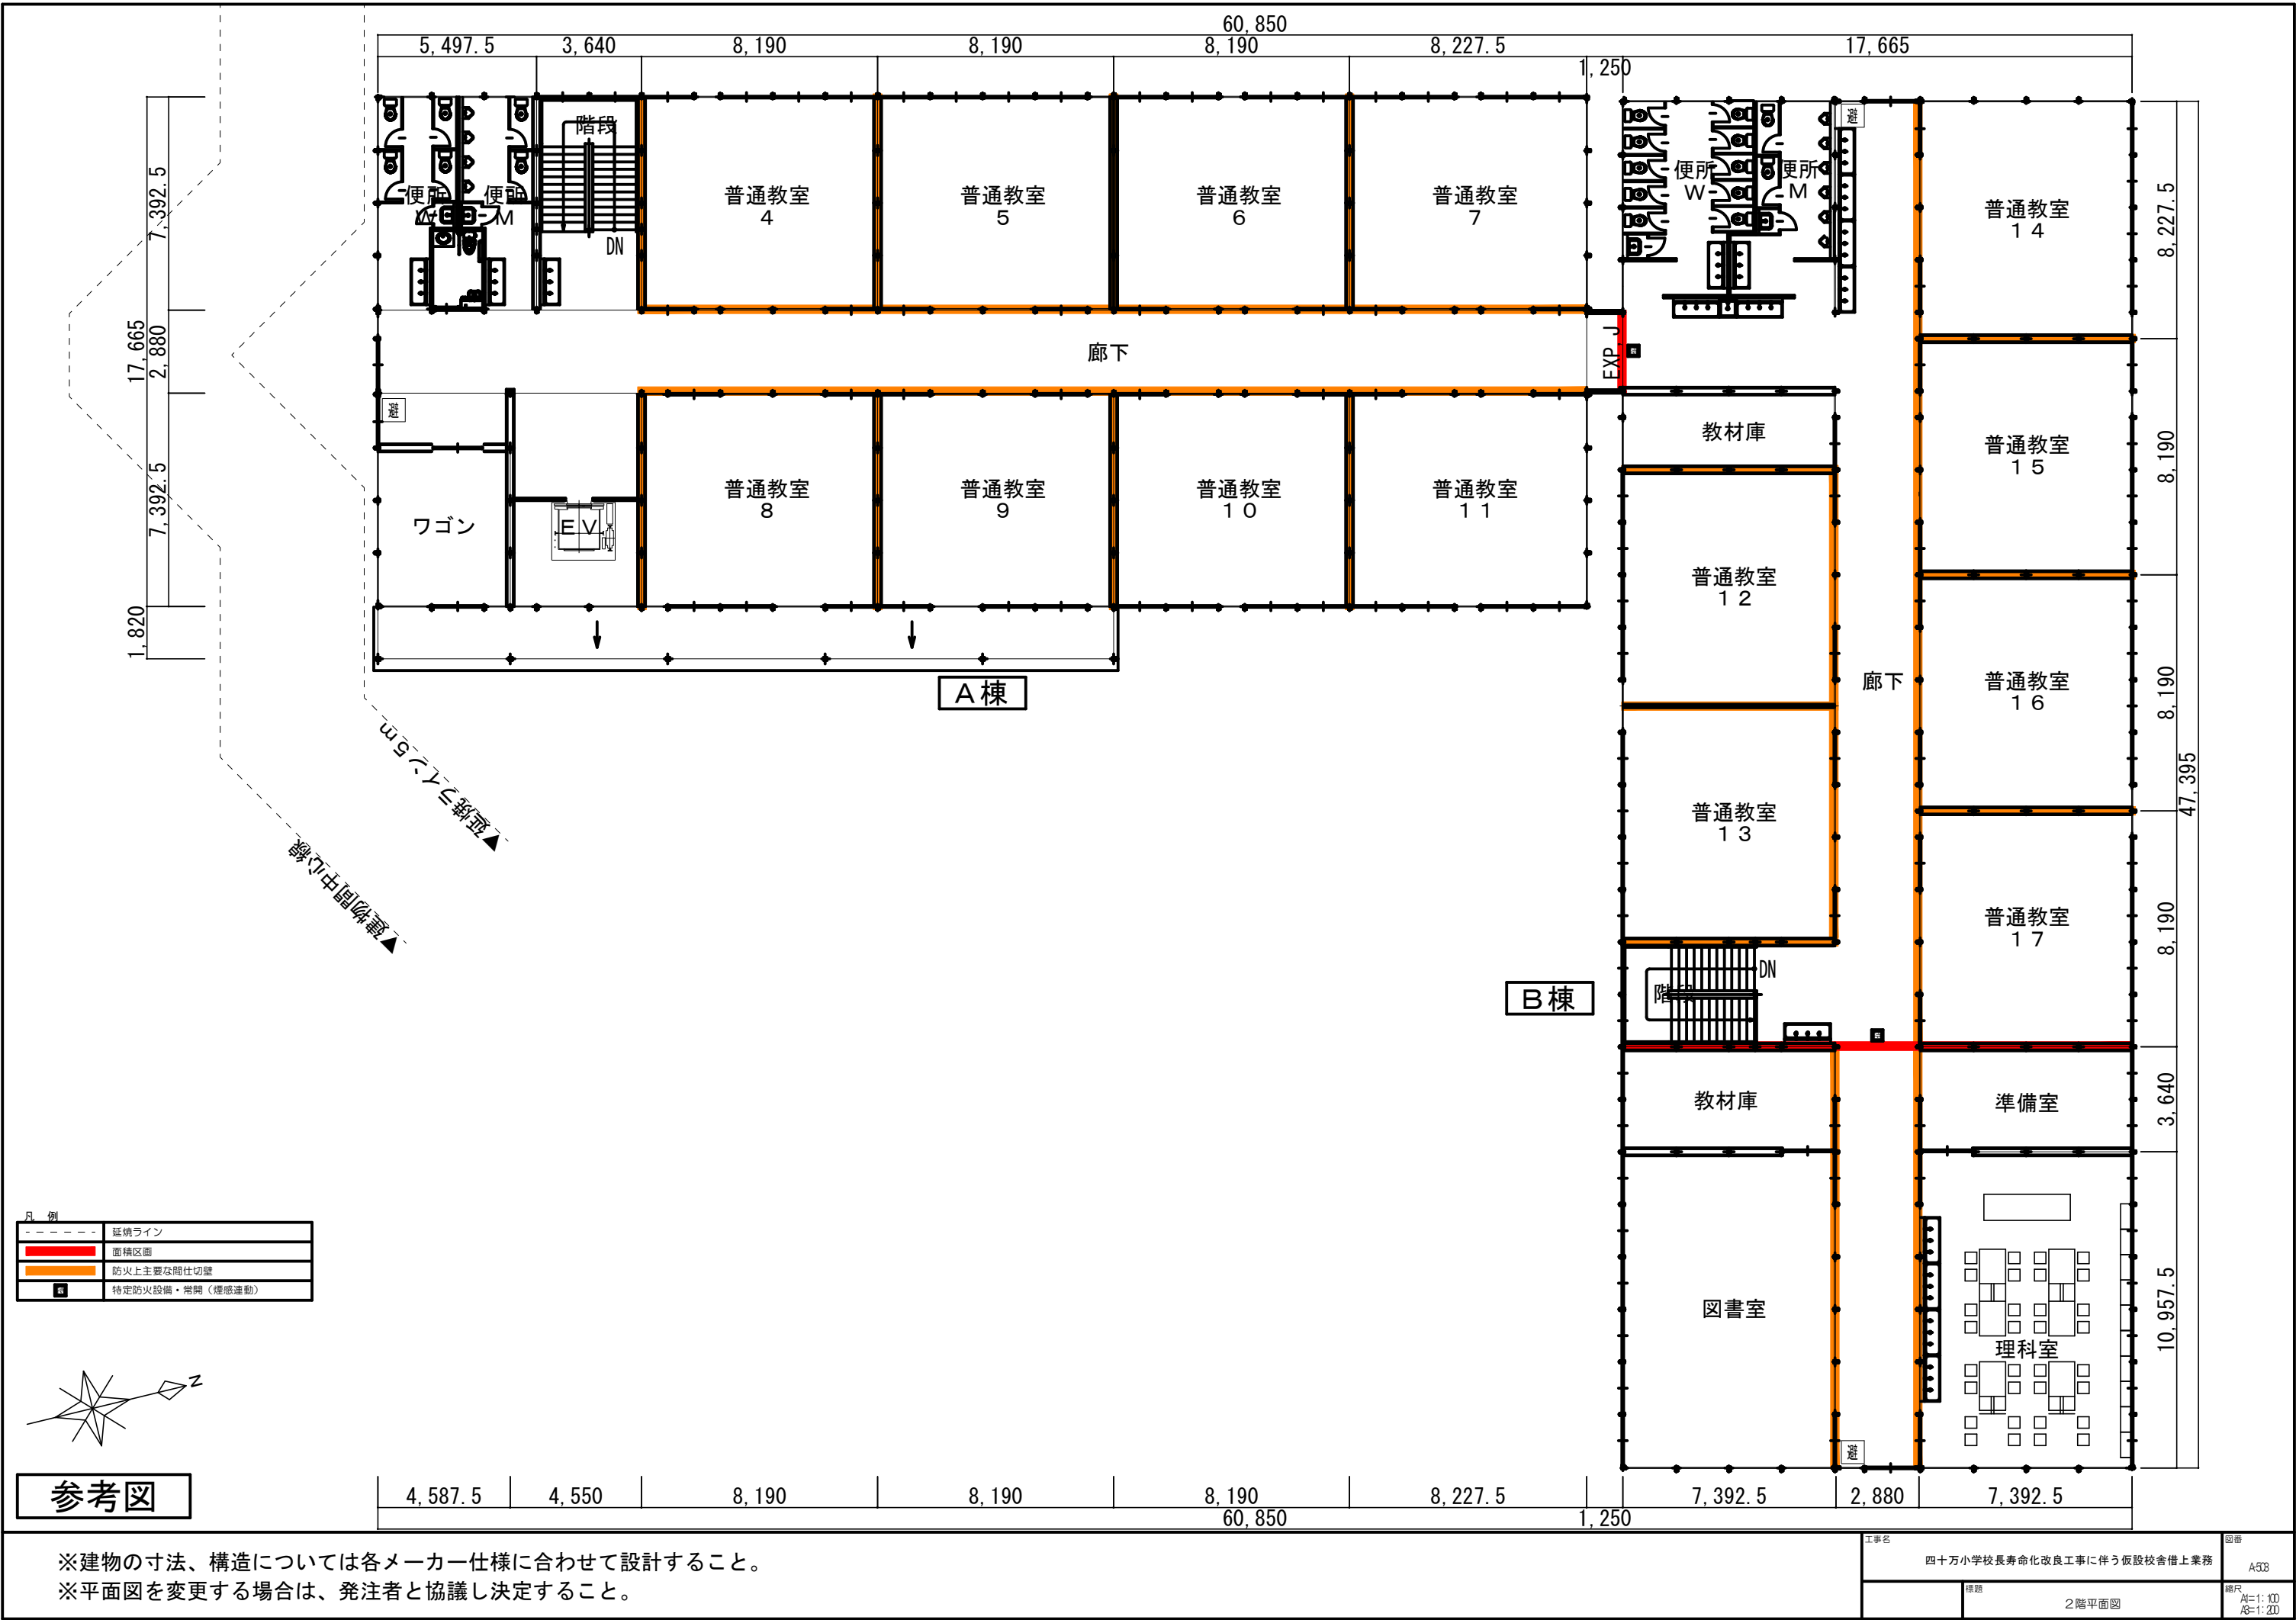 60,850
5,497.5 3,640 8,190 8,190 8,190 8,227.5 17,665
1,250
7,392.5
17,665
2,880
7,392.5
1,820
階段
便所
W
便所
M
DN
普通教室
4
普通教室
5
普通教室
6
普通教室
7
便所
W
便所
M
避
普通教室
14
8,227.5
廊下
EXP.J
避
教材庫
普通教室
15
8,190
ワゴン
EV
普通教室
8
普通教室
9
普通教室
10
普通教室
11
普通教室
12
廊下
普通教室
16
8,190
A棟
47,395
▼延焼ライン5m
▼建物間中心線
普通教室
13
普通教室
17
8,190
B棟
階段
DN
教材庫
準備室
3,640
図書室
理科室
10,957.5
避
凡 例
延焼ライン
面積区画
防火上主要な間仕切壁
特定防火設備・常開(煙感連動)
N
参考図
4,587.5 4,550 8,190 8,190 8,190 8,227.5 7,392.5 2,880 7,392.5
60,850 1,250
※建物の寸法、構造については各メーカー仕様に合わせて設計すること。
※平面図を変更する場合は、発注者と協議し決定すること。
工事名
四十万小学校長寿命化改良工事に伴う仮設校舎借上業務
図番
A-508
標題
2階平面図
縮尺
A1=1:100
A3=1:200